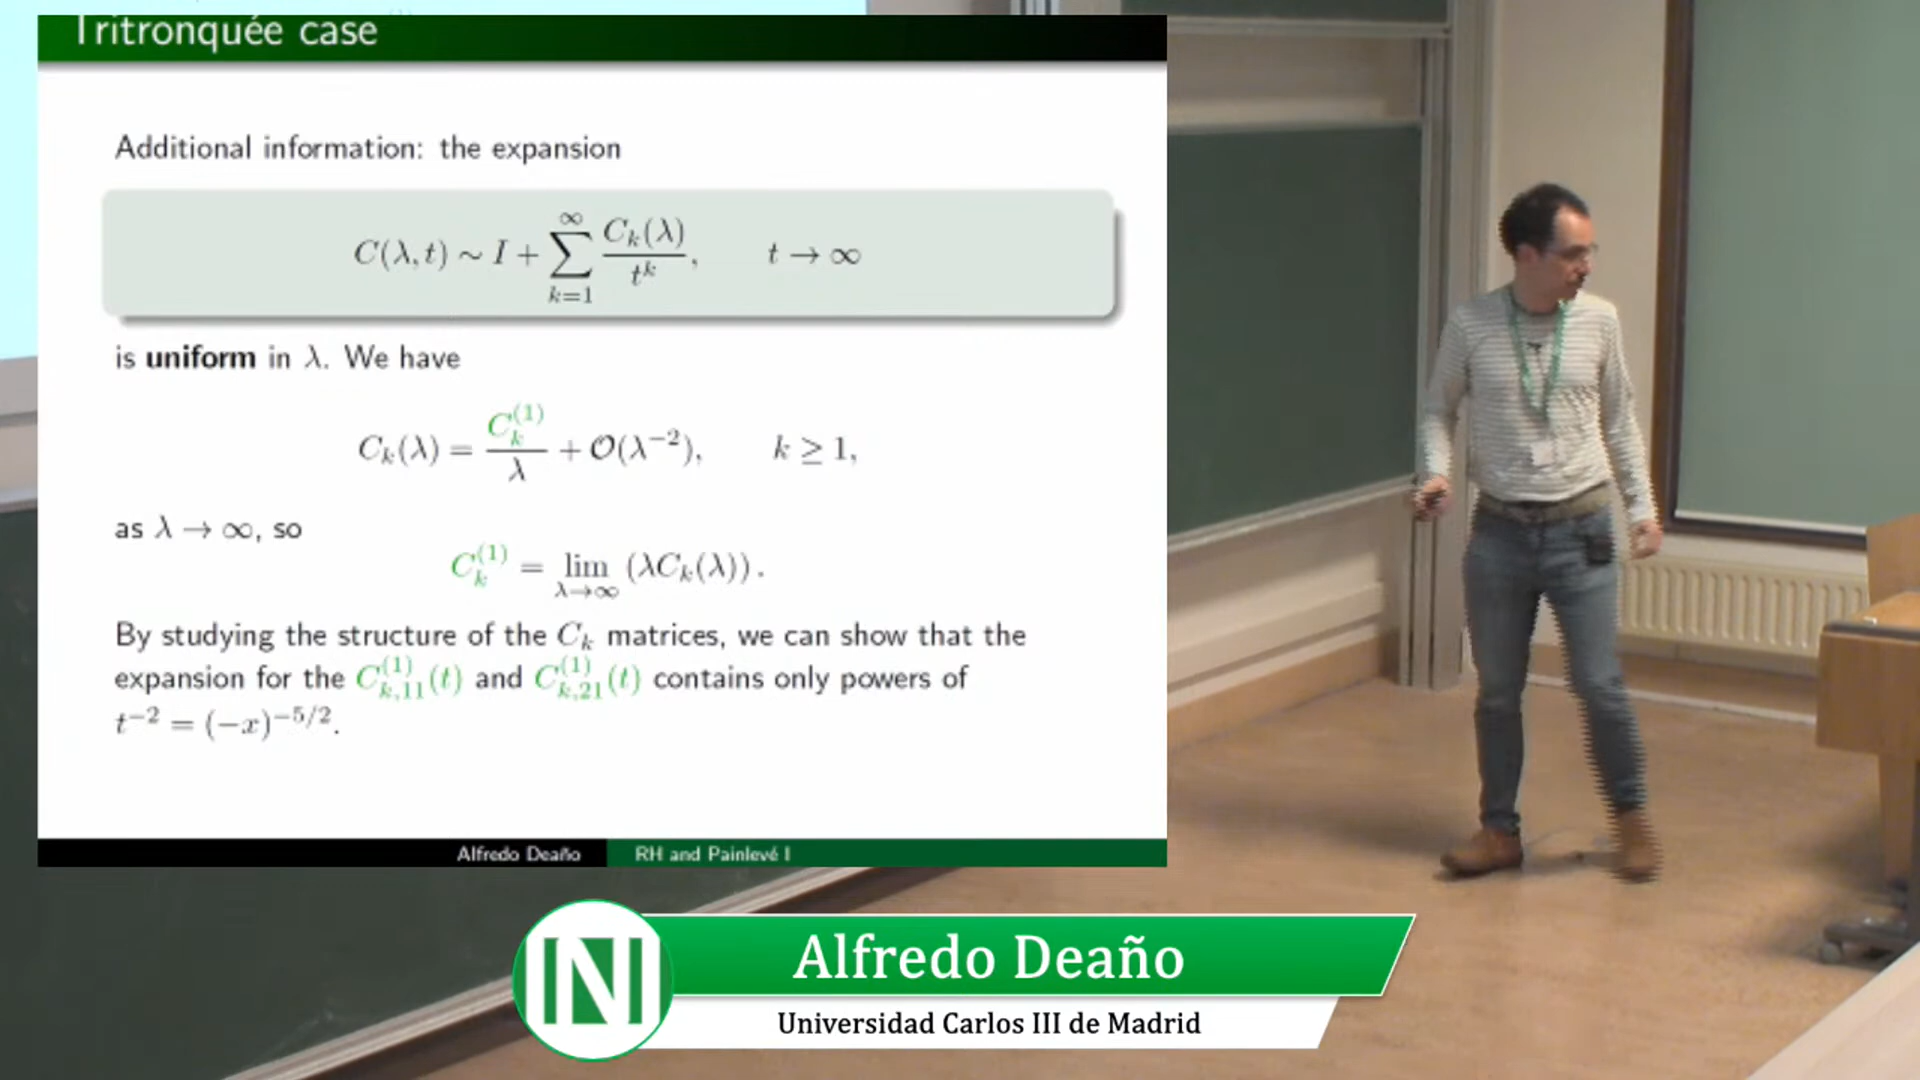 Tritronquée case
Additional information: the expansion
C(λ, t) ∼ I + ∑_{k=1}^{∞} C_k(λ)/t^k,    t → ∞
is uniform in λ. We have
C_k(λ) = C_k^{(1)}/λ + O(λ^{−2}),    k ≥ 1,
as λ → ∞, so
C_k^{(1)} = lim_{λ→∞} (λC_k(λ)).
By studying the structure of the C_k matrices, we can show that the
expansion for the C_{k,11}^{(1)}(t) and C_{k,21}^{(1)}(t) contains only powers of
t^{−2} = (−x)^{−5/2}.
Alfredo Deaño RH and Painlevé I
N
Alfredo Deaño
Universidad Carlos III de Madrid